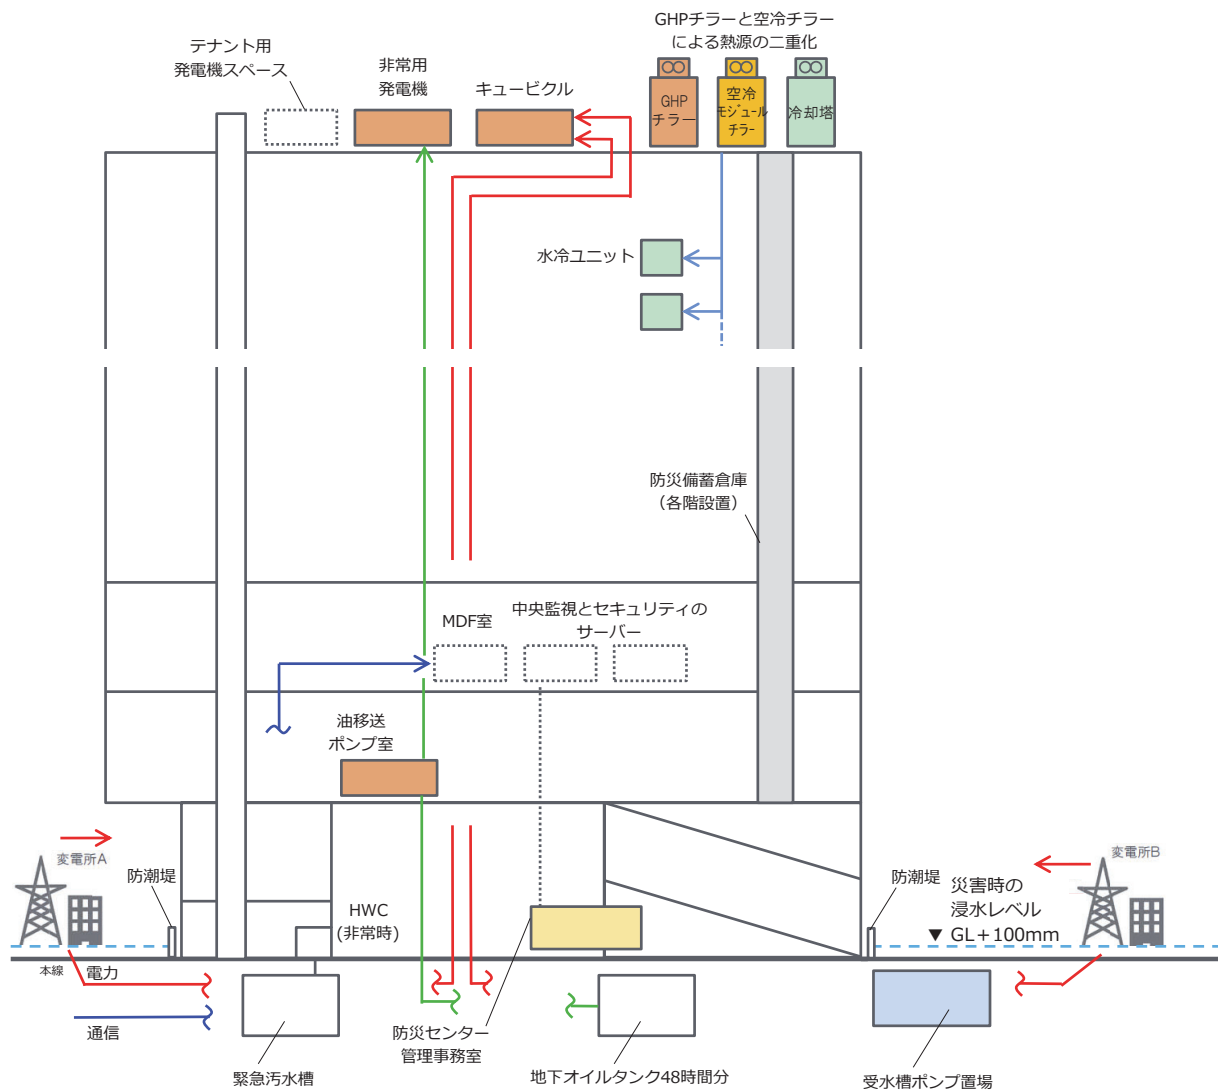 GHPチラーと空冷チラー
による熱源の二重化
テナント用
発電機スペース
非常用
発電機
キュービクル
GHP
チラー
空冷
モジュール
チラー
冷却塔
水冷ユニット
防災備蓄倉庫
（各階設置）
MDF室
中央監視とセキュリティの
サーバー
油移送
ポンプ室
変電所A
防潮堤
HWC
(非常時)
防潮堤
災害時の
浸水レベル
▼ GL＋100mm
変電所B
本線
電力
通信
緊急汚水槽
防災センター
管理事務室
地下オイルタンク48時間分
受水槽ポンプ置場